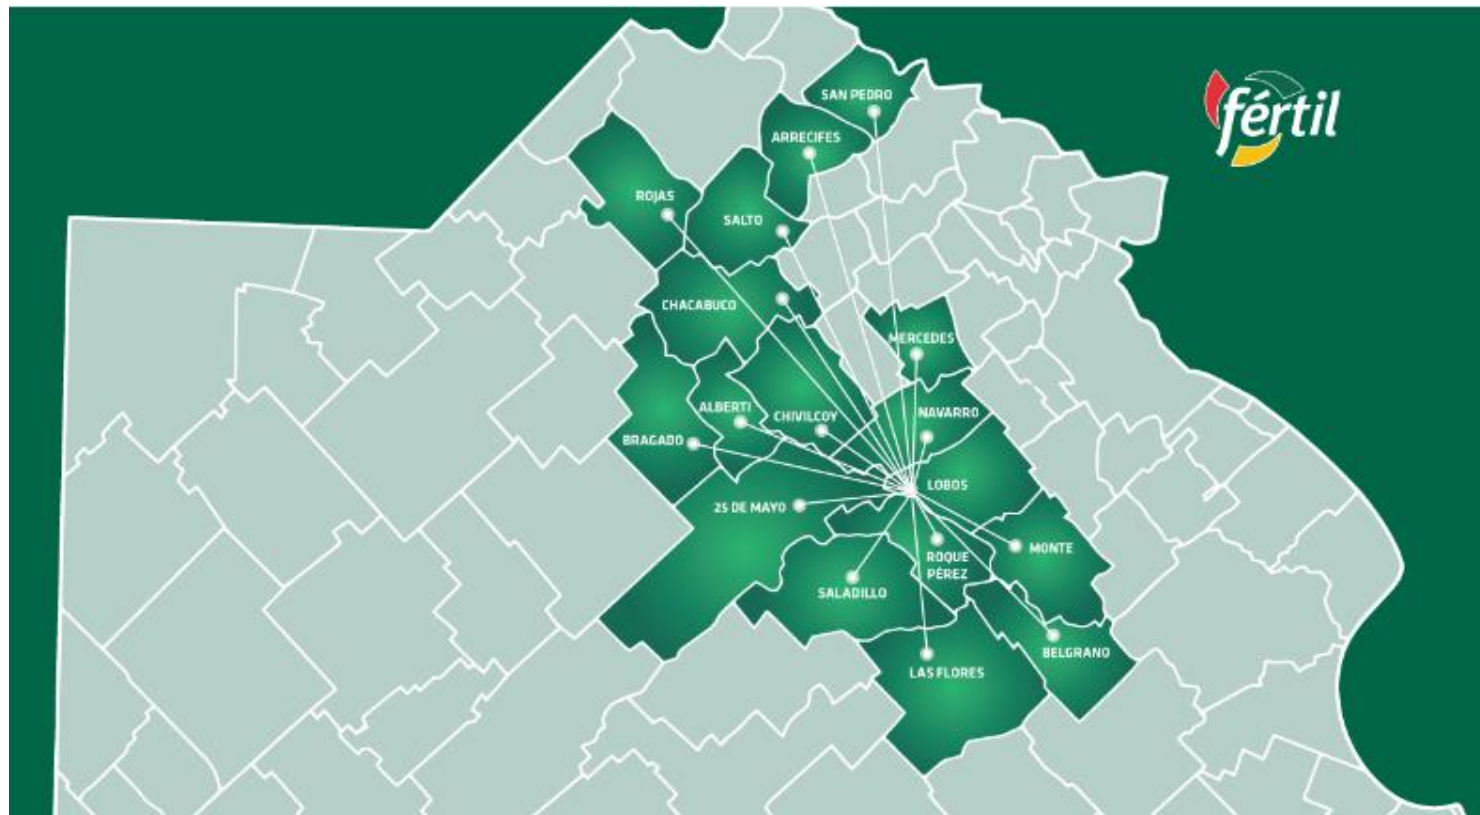 SAN PEDRO
fértil
ARRECIFES
ROJAS
SALTO
CHACABUCO
MERCEDES
ALBERTI
CHIVILCOY
NAVARRO
BRAGADO
LOBOS
25 DE MAYO
MONTE
ROQUE
PÉREZ
SALADILLO
BELGRANO
LAS FLORES